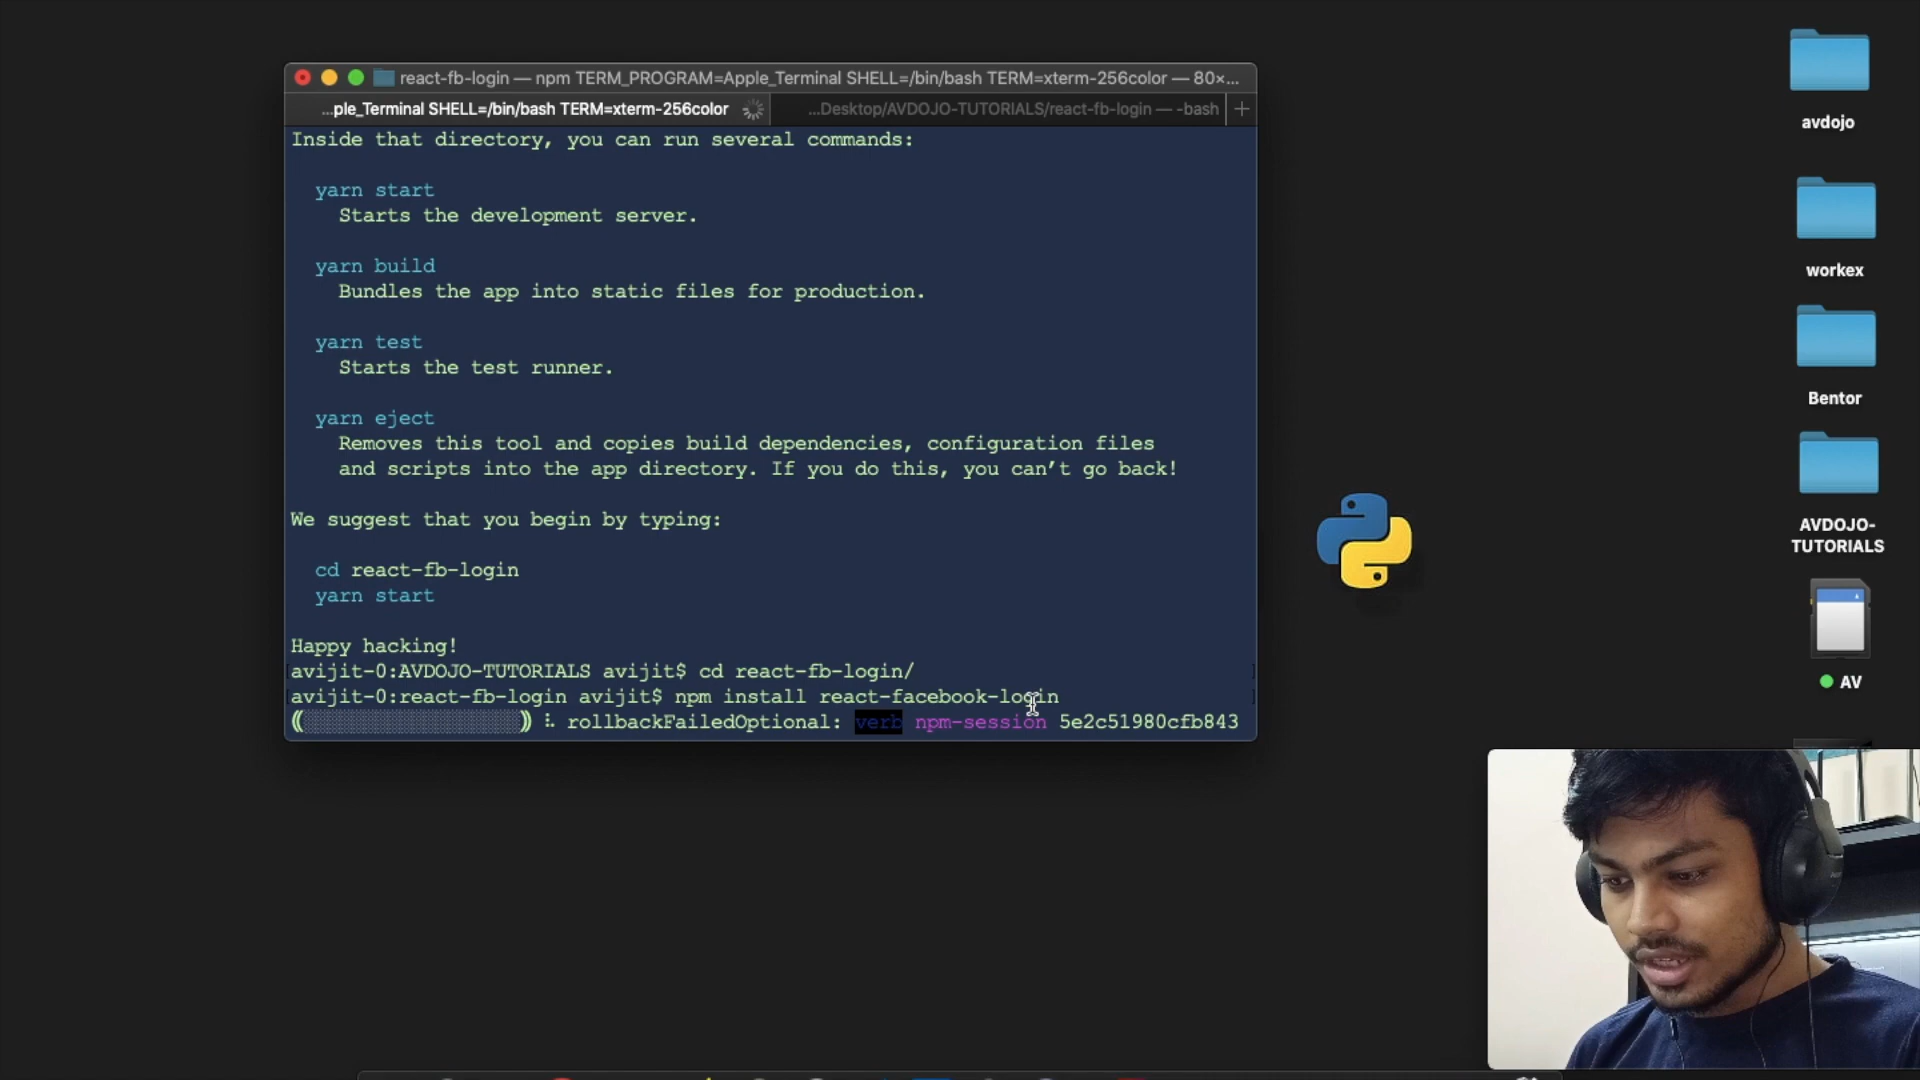 react-fb-login — npm TERM_PROGRAM=Apple_Terminal SHELL=/bin/bash TERM=xterm-256color — 80×...
...ple_Terminal SHELL=/bin/bash TERM=xterm-256color
...Desktop/AVDOJO-TUTORIALS/react-fb-login — -bash
+
Inside that directory, you can run several commands:
yarn start
Starts the development server.
yarn build
Bundles the app into static files for production.
yarn test
Starts the test runner.
yarn eject
Removes this tool and copies build dependencies, configuration files
and scripts into the app directory. If you do this, you can’t go back!
We suggest that you begin by typing:
cd react-fb-login
yarn start
Happy hacking!
avijit-0:AVDOJO-TUTORIALS avijit$ cd react-fb-login/
avijit-0:react-fb-login avijit$ npm install react-facebook-login
rollbackFailedOptional: verb npm-session 5e2c51980cfb843
avdojo
workex
Bentor
AVDOJO-
TUTORIALS
AV